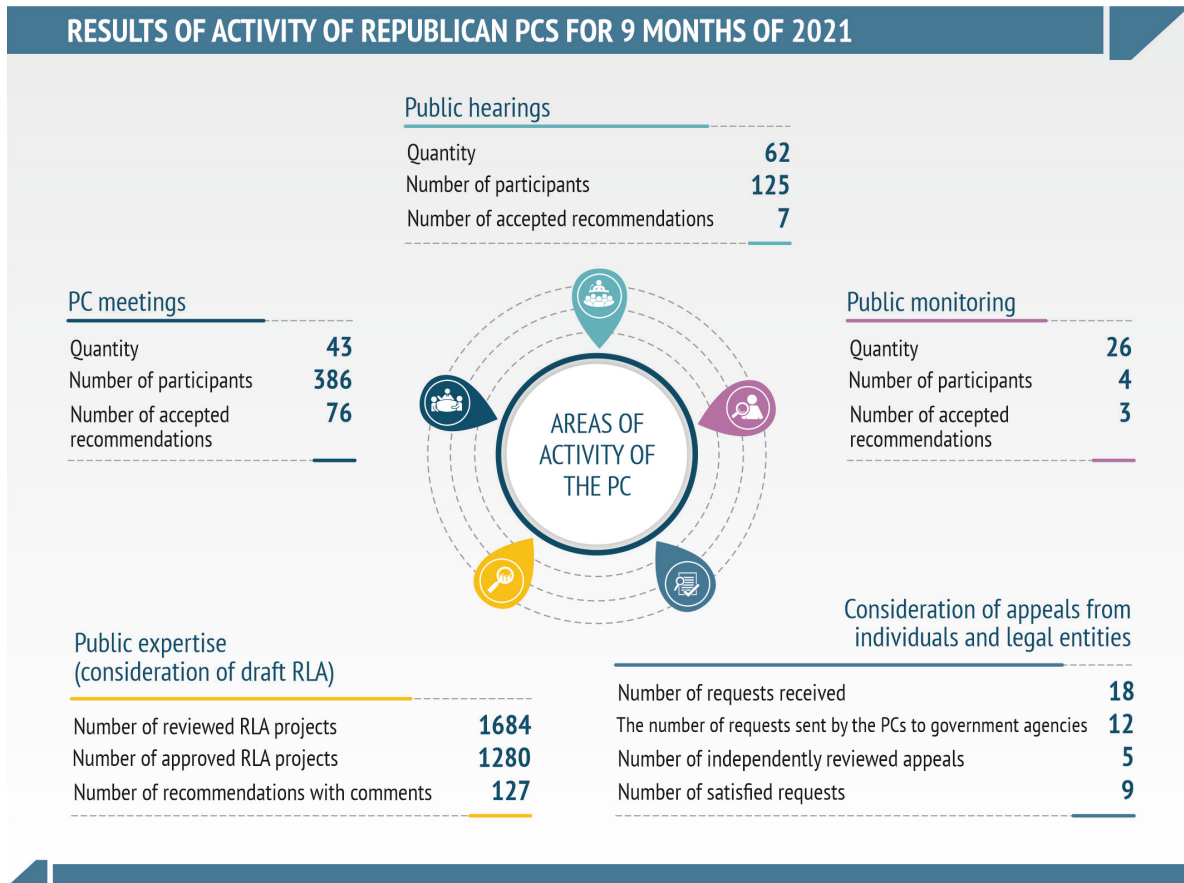 RESULTS OF ACTIVITY OF REPUBLICAN PCS FOR 9 MONTHS OF 2021
Public hearings
Quantity 62
Number of participants 125
Number of accepted recommendations 7
PC meetings
Quantity 43
Number of participants 386
Number of accepted 76
recommendations
Public monitoring
Quantity 26
Number of participants 4
Number of accepted 3
recommendations
AREAS OF
ACTIVITY OF
THE PC
Public expertise
(consideration of draft RLA)
Number of reviewed RLA projects 1684
Number of approved RLA projects 1280
Number of recommendations with comments 127
Consideration of appeals from
individuals and legal entities
Number of requests received 18
The number of requests sent by the PCs to government agencies 12
Number of independently reviewed appeals 5
Number of satisfied requests 9